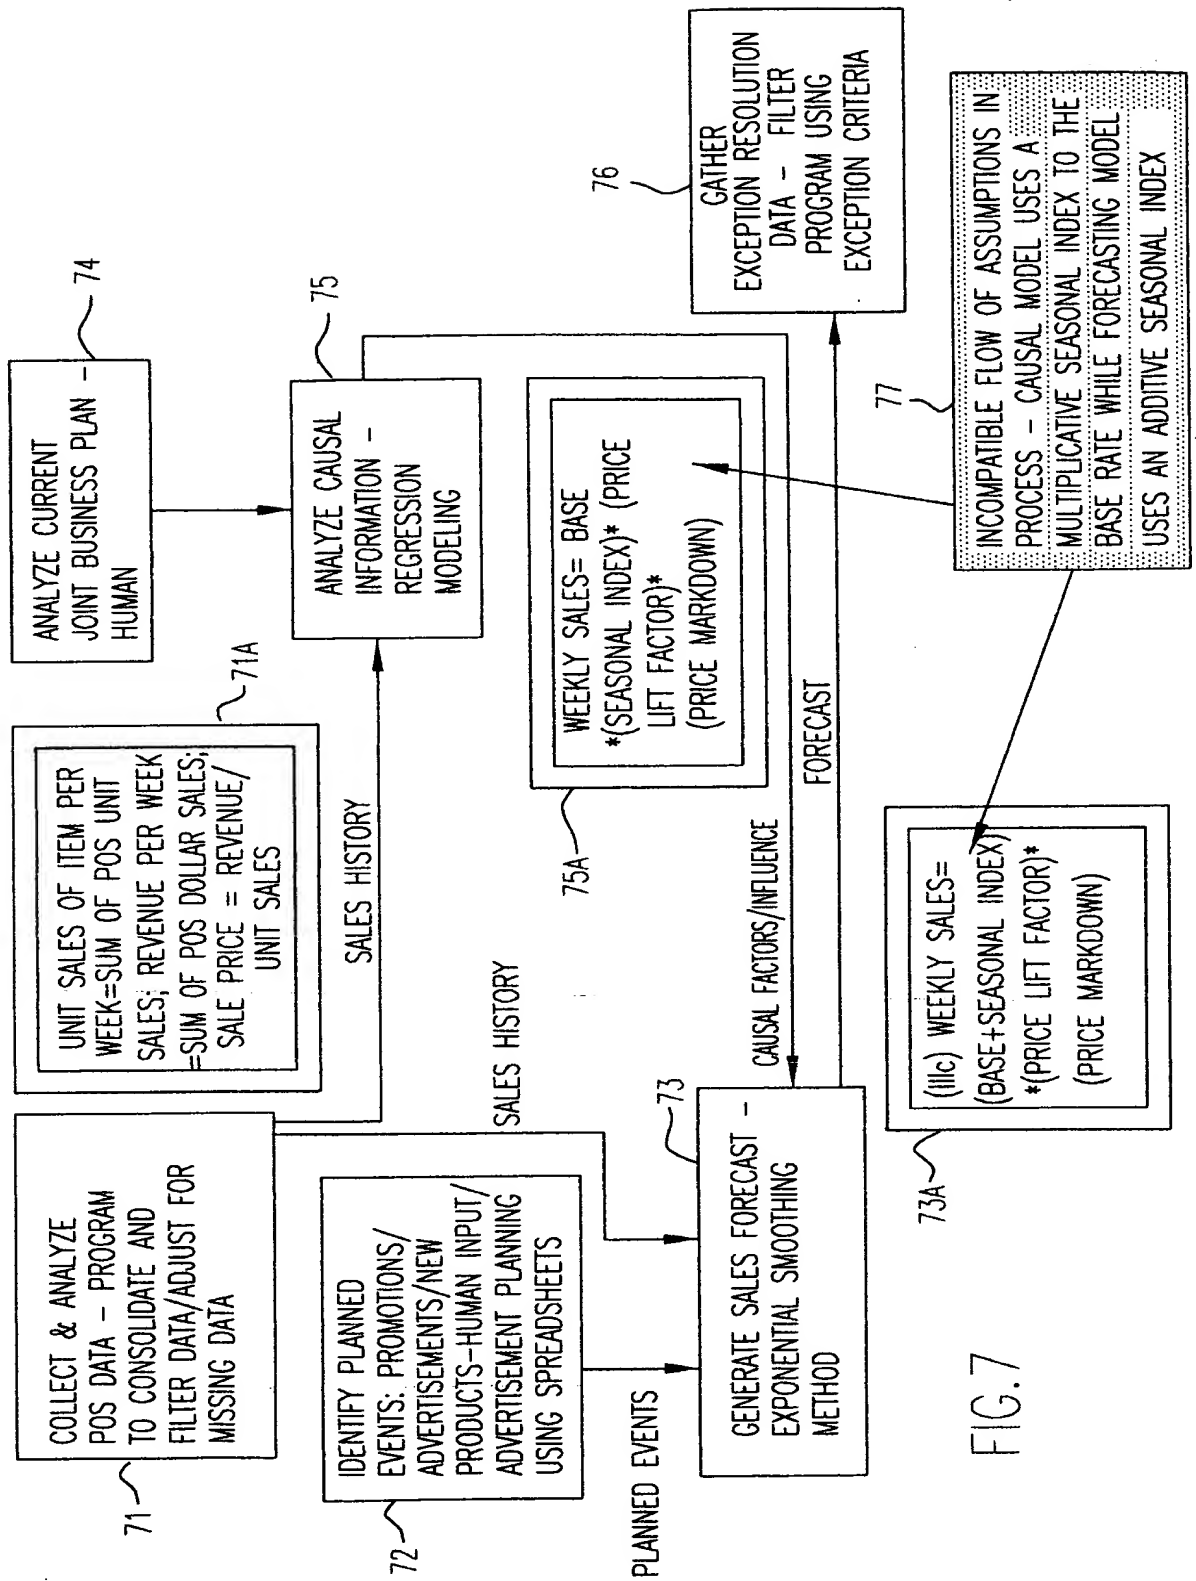 COLLECT & ANALYZE
POS DATA - PROGRAM
TO CONSOLIDATE AND
FILTER DATA/ADJUST FOR
MISSING DATA
71
UNIT SALES OF ITEM PER
WEEK=SUM OF POS UNIT
SALES; REVENUE PER WEEK
=SUM OF POS DOLLAR SALES;
SALE PRICE = REVENUE/
UNIT SALES
71A
ANALYZE CURRENT
JOINT BUSINESS PLAN -
HUMAN
74
IDENTIFY PLANNED
EVENTS: PROMOTIONS/
ADVERTISEMENTS/NEW
PRODUCTS-HUMAN INPUT/
ADVERTISEMENT PLANNING
USING SPREADSHEETS
72
SALES HISTORY
SALES HISTORY
ANALYZE CAUSAL
INFORMATION -
REGRESSION
MODELING
75
PLANNED EVENTS
WEEKLY SALES= BASE
*(SEASONAL INDEX)* (PRICE
LIFT FACTOR)*
(PRICE MARKDOWN)
75A
GENERATE SALES FORECAST -
EXPONENTIAL SMOOTHING
METHOD
73
CAUSAL FACTORS/INFLUENCE
FORECAST
GATHER
EXCEPTION RESOLUTION
DATA - FILTER
PROGRAM USING
EXCEPTION CRITERIA
76
(IIIc) WEEKLY SALES=
(BASE+SEASONAL INDEX)
*(PRICE LIFT FACTOR)*
(PRICE MARKDOWN)
73A
INCOMPATIBLE FLOW OF ASSUMPTIONS IN
PROCESS - CAUSAL MODEL USES A
MULTIPLICATIVE SEASONAL INDEX TO THE
BASE RATE WHILE FORECASTING MODEL
USES AN ADDITIVE SEASONAL INDEX
77
FIG.7